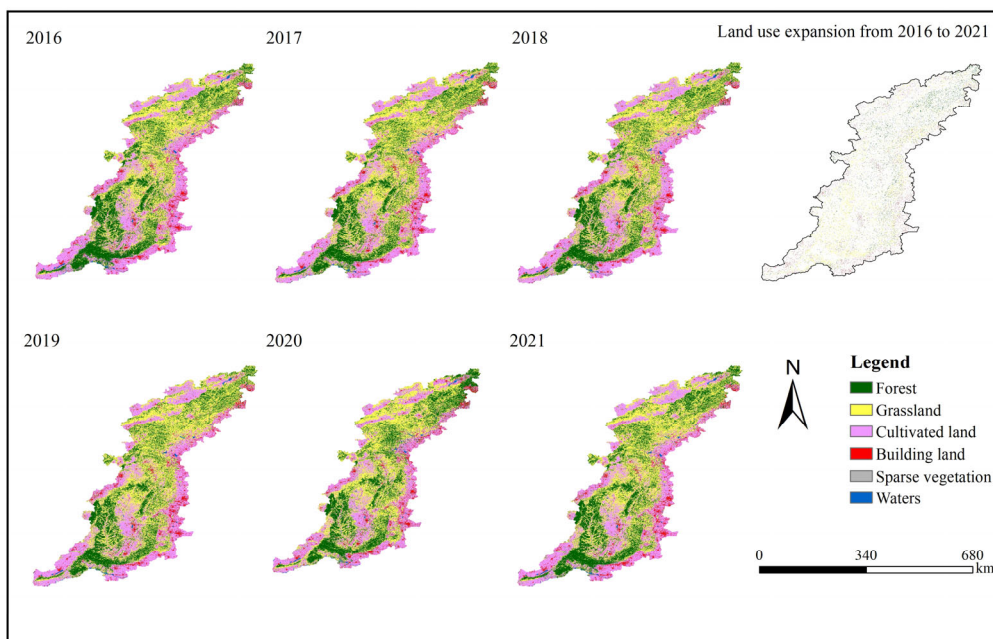 2016
2017
2018
Land use expansion from 2016 to 2021
2019
2020
2021
N
Legend
Forest
Grassland
Cultivated land
Building land
Sparse vegetation
Waters
0
340
680
km